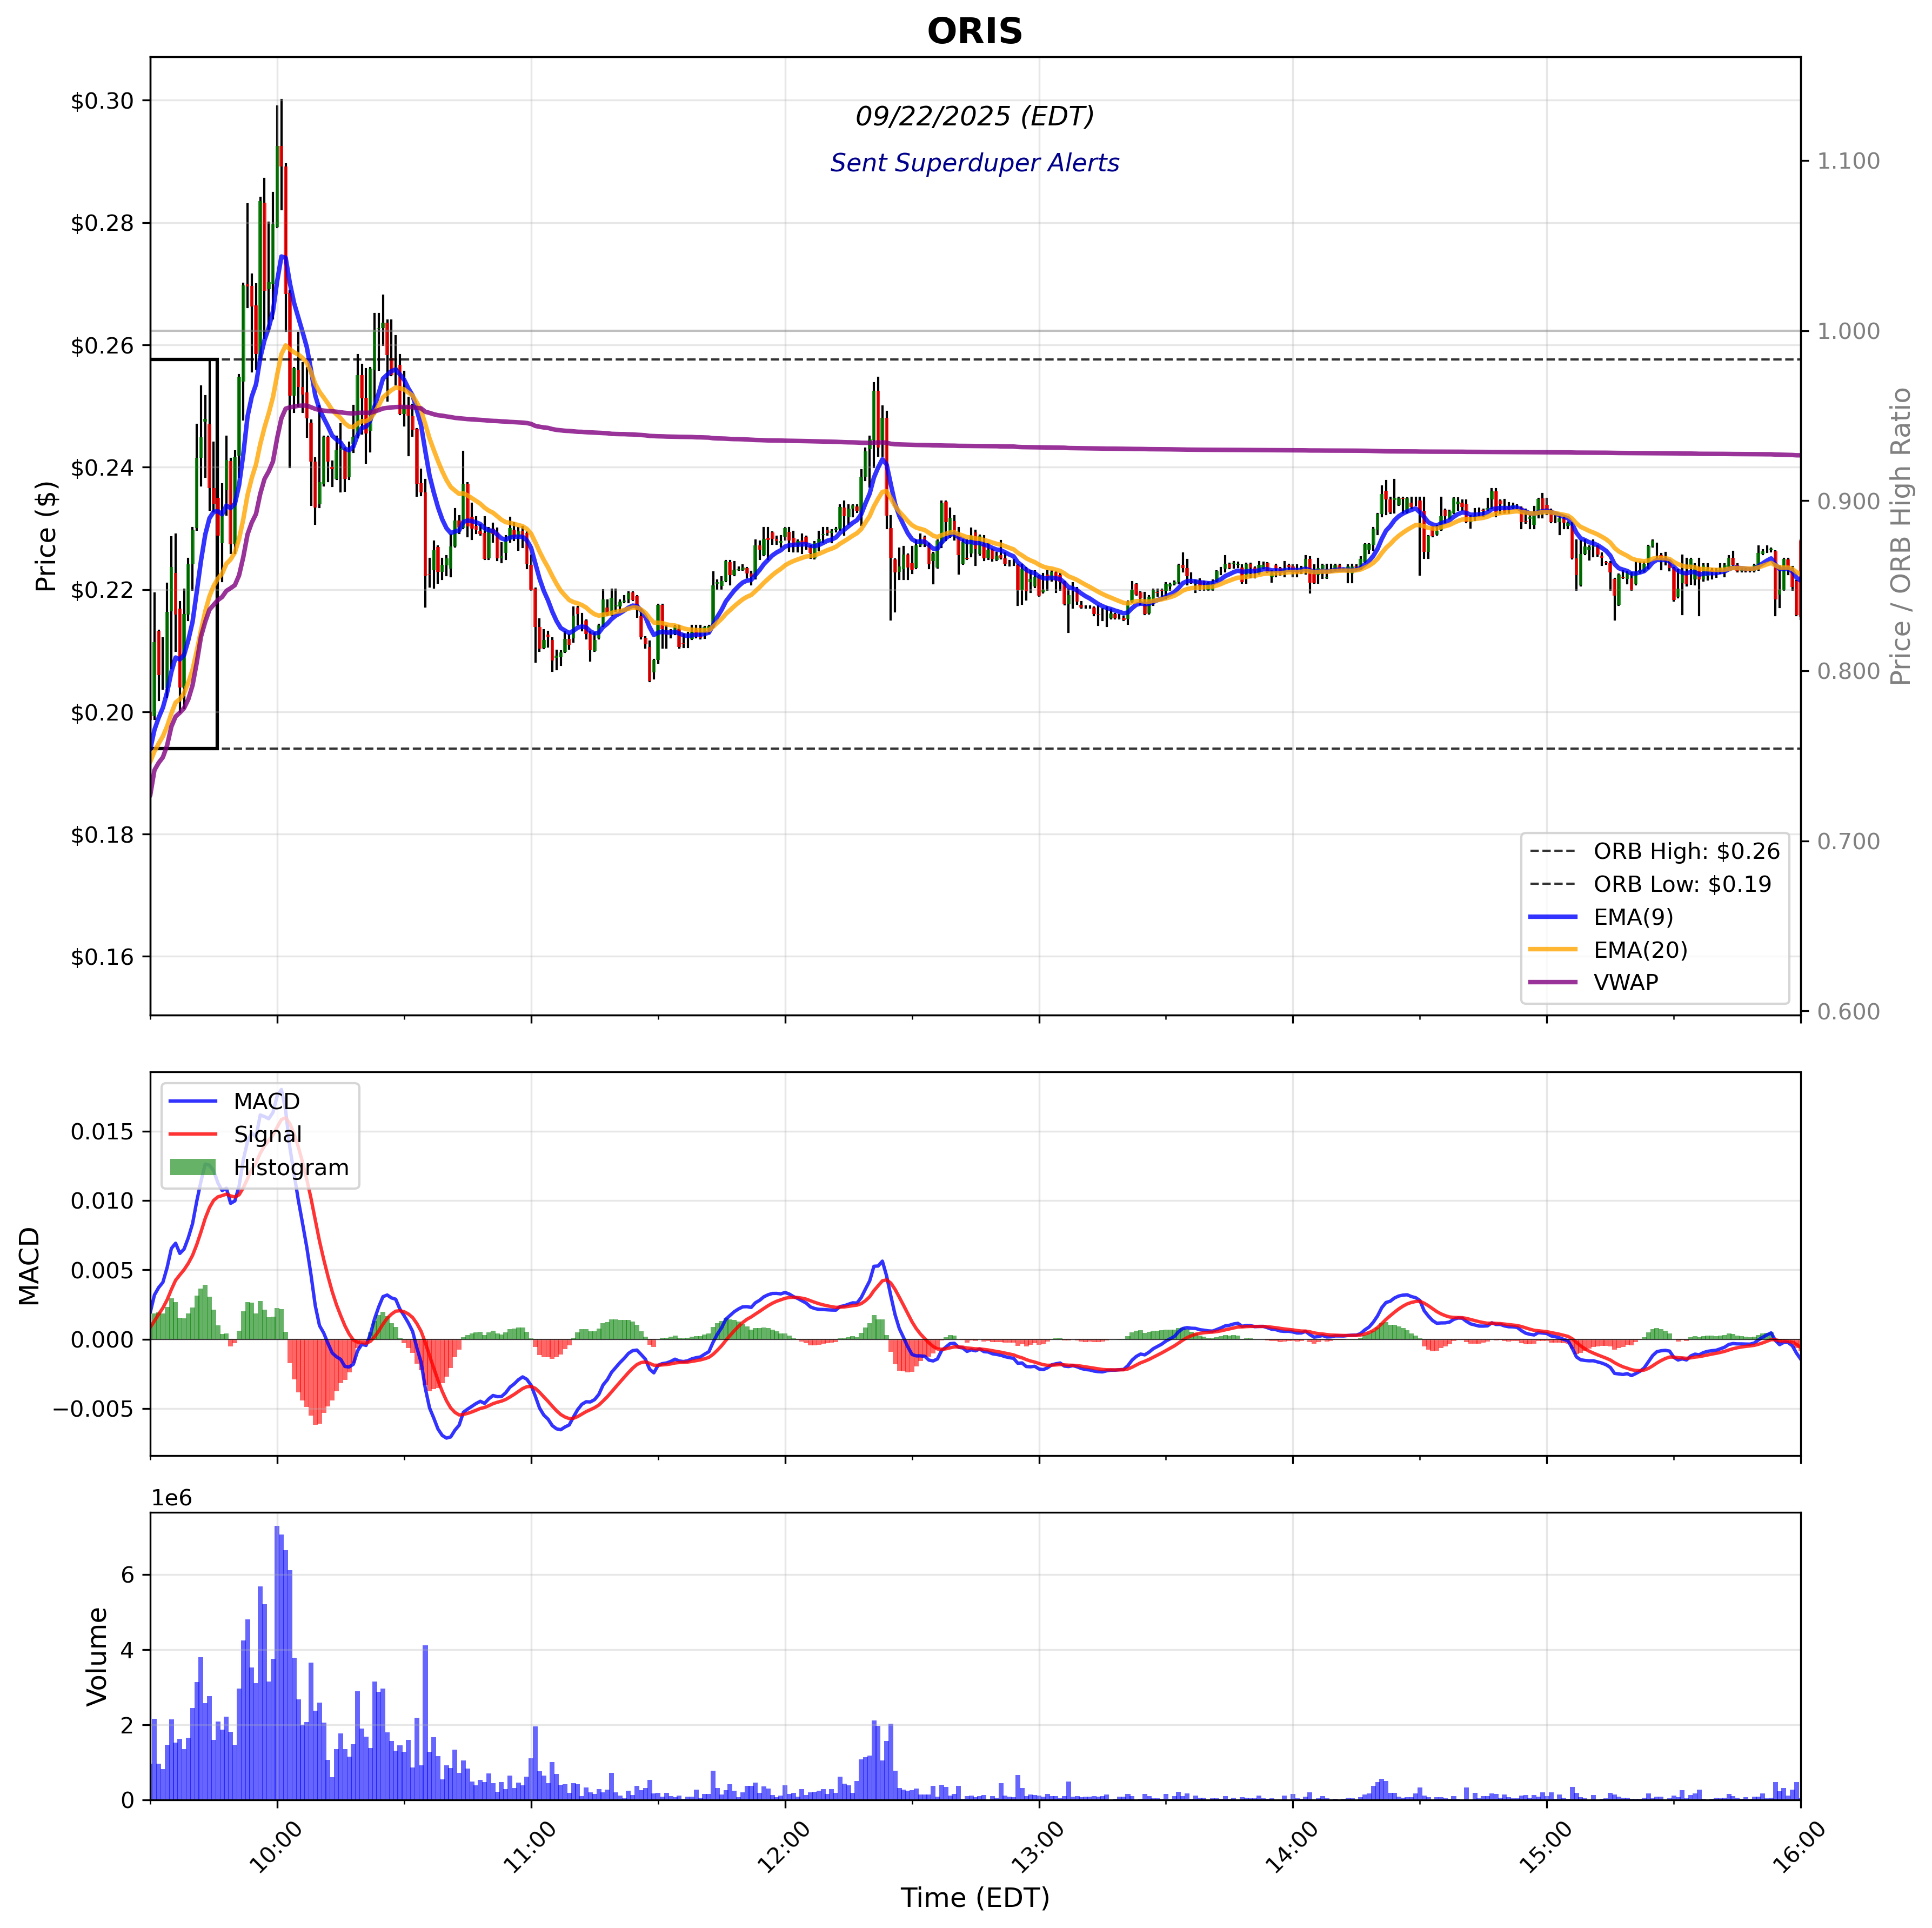 ORIS
09/22/2025 (EDT)
Sent Superduper Alerts
Price ($)
$0.30
$0.28
$0.26
$0.24
$0.22
$0.20
$0.18
$0.16
1.100
1.000
0.900
0.800
0.700
0.600
Price / ORB High Ratio
ORB High: $0.26
ORB Low: $0.19
EMA(9)
EMA(20)
VWAP
MACD
0.015
0.010
0.005
0.000
−0.005
MACD
Signal
Histogram
1e6
Volume
6
4
2
0
10:00
11:00
12:00
13:00
14:00
15:00
16:00
Time (EDT)